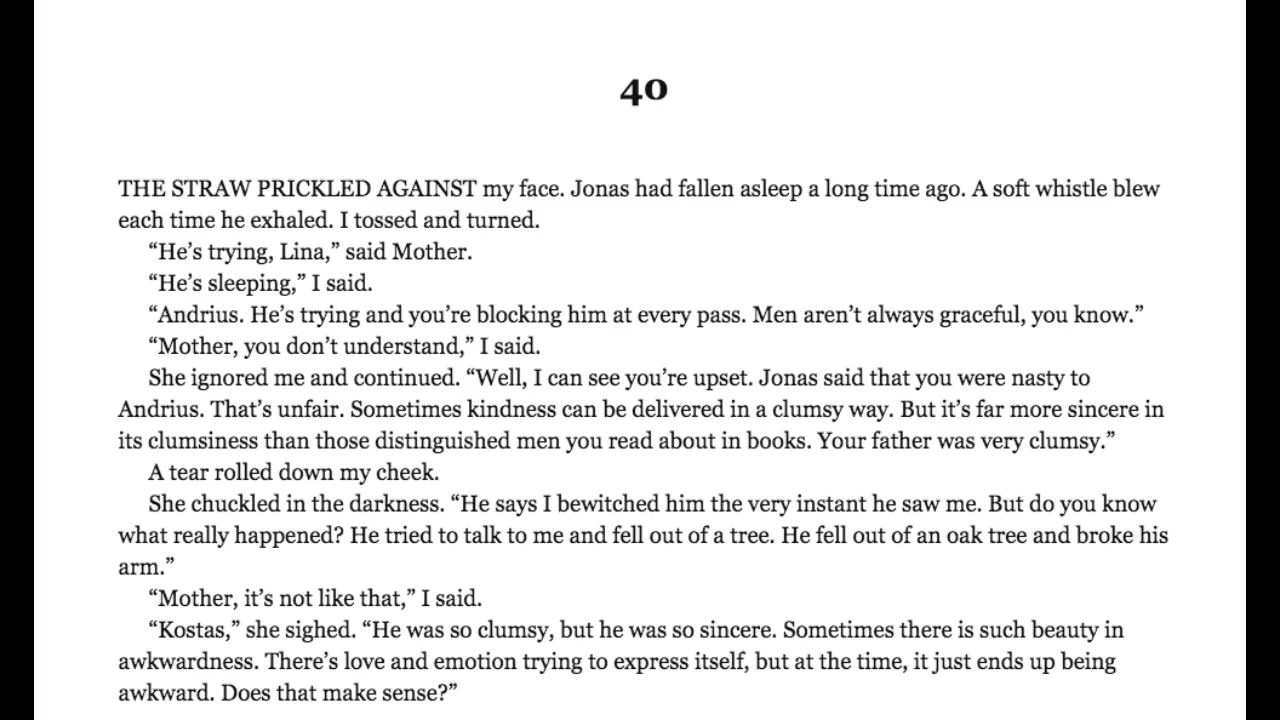 40
THE STRAW PRICKLED AGAINST my face. Jonas had fallen asleep a long time ago. A soft whistle blew
each time he exhaled. I tossed and turned.
“He’s trying, Lina,” said Mother.
“He’s sleeping,” I said.
“Andrius. He’s trying and you’re blocking him at every pass. Men aren’t always graceful, you know.”
“Mother, you don’t understand,” I said.
She ignored me and continued. “Well, I can see you’re upset. Jonas said that you were nasty to
Andrius. That’s unfair. Sometimes kindness can be delivered in a clumsy way. But it’s far more sincere in
its clumsiness than those distinguished men you read about in books. Your father was very clumsy.”
A tear rolled down my cheek.
She chuckled in the darkness. “He says I bewitched him the very instant he saw me. But do you know
what really happened? He tried to talk to me and fell out of a tree. He fell out of an oak tree and broke his
arm.”
“Mother, it’s not like that,” I said.
“Kostas,” she sighed. “He was so clumsy, but he was so sincere. Sometimes there is such beauty in
awkwardness. There’s love and emotion trying to express itself, but at the time, it just ends up being
awkward. Does that make sense?”